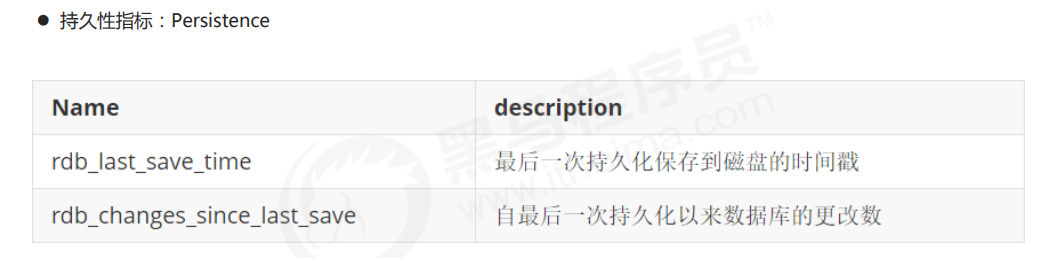 ● 持久性指标：Persistence
Name description
rdb_last_save_time 最后一次持久化保存到磁盘的时间戳
rdb_changes_since_last_save 自最后一次持久化以来数据库的更改数
黑马程序员™
www.itheima.com